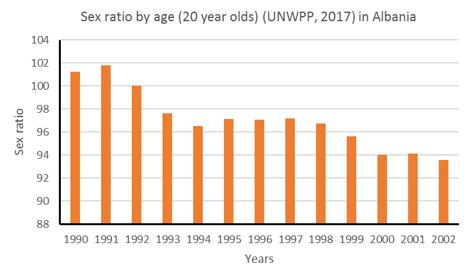 Sex ratio by age (20 year olds) (UNWPP, 2017) in Albania
104
102
100
98
96
94
92
90
88
Sex ratio
1990 1991 1992 1993 1994 1995 1996 1997 1998 1999 2000 2001 2002
Years